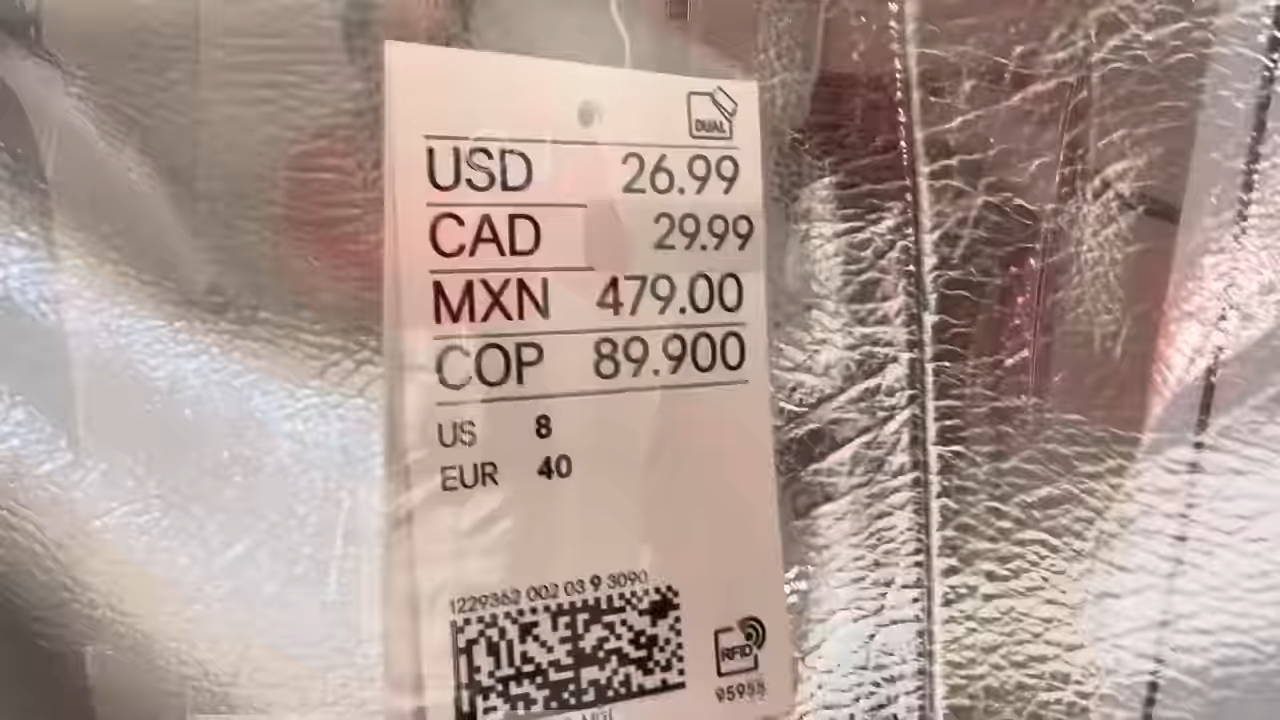 DUAL
USD 26.99
CAD 29.99
MXN 479.00
COP 89.900
US 8
EUR 40
1229362 002 03 9 3090
RFID